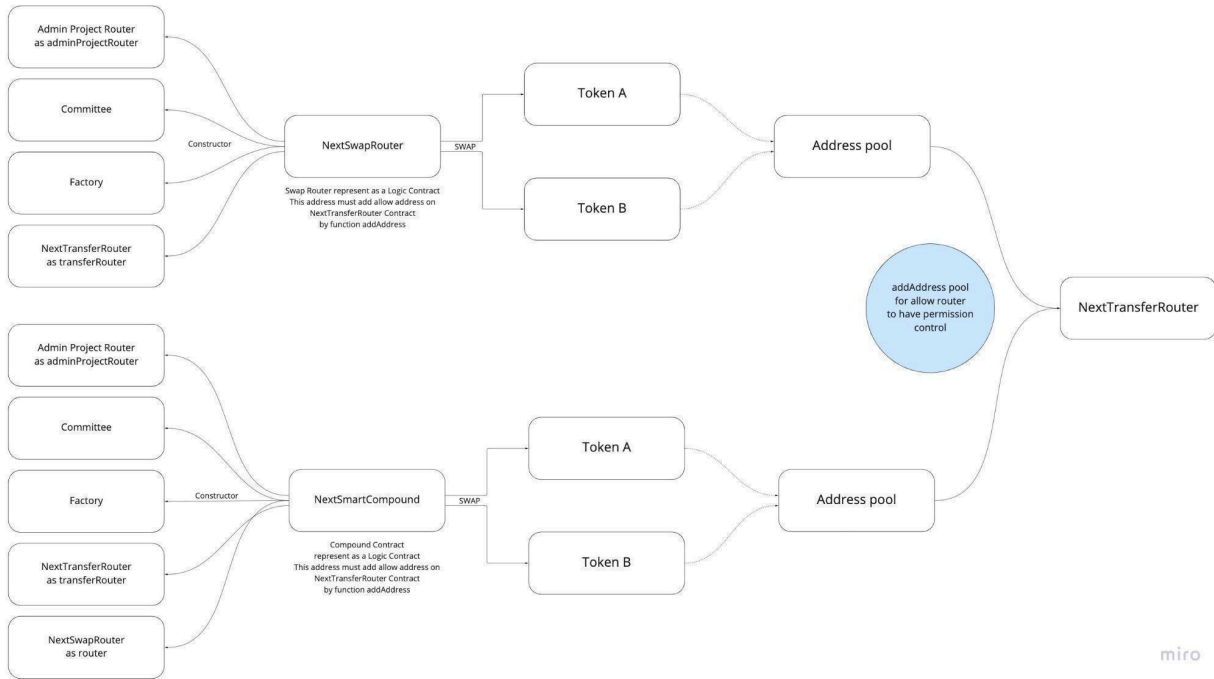 Admin Project Router
as adminProjectRouter
Committee
Constructor
Factory
NextTransferRouter
as transferRouter
NextSwapRouter
Swap Router represent as a Logic Contract
This address must add allow address on
NextTransferRouter Contract
by function addAddress
SWAP
Token A
Token B
Address pool
addAddress pool
for allow router
to have permission
control
NextTransferRouter
Admin Project Router
as adminProjectRouter
Committee
Factory
Constructor
NextTransferRouter
as transferRouter
NextSwapRouter
as router
NextSmartCompound
Compound Contract
represent as a Logic Contract
This address must add allow address on
NextTransferRouter Contract
by function addAddress
SWAP
Token A
Token B
Address pool
miro